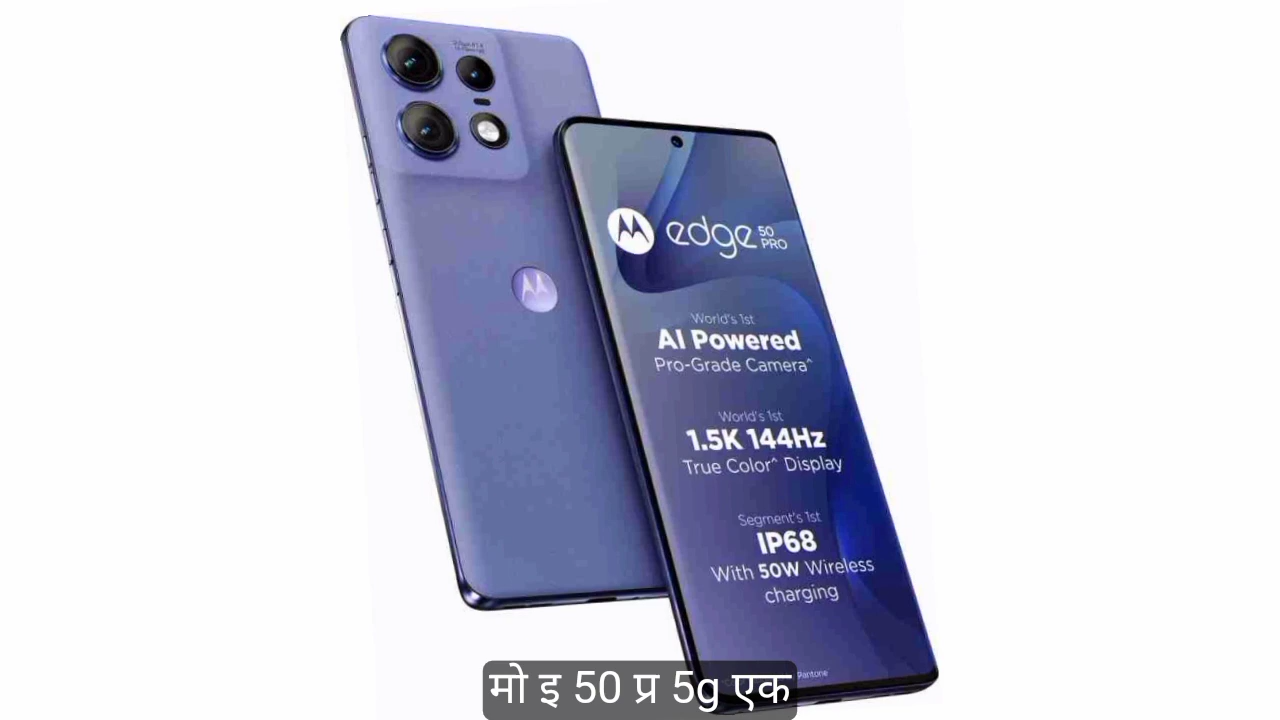 edge 50 PRO
World's 1st
AI Powered
Pro-Grade Camera^
World's 1st
1.5K 144Hz
True Color^ Display
Segment's 1st
IP68
With 50W Wireless
charging
Pantone
मो इ 50 प्र 5g एक